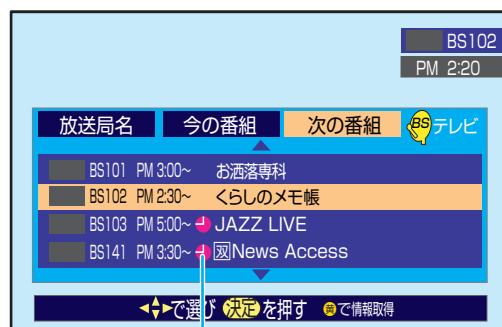 BS102
PM 2:20
放送局名 今の番組 次の番組 BSテレビ
BS101 PM 3:00~ お洒落専科
BS102 PM 2:30~ くらしのメモ帳
BS103 PM 5:00~ JAZZ LIVE
BS141 PM 3:30~ 双News Access
で選び 決定を押す 黄で情報取得